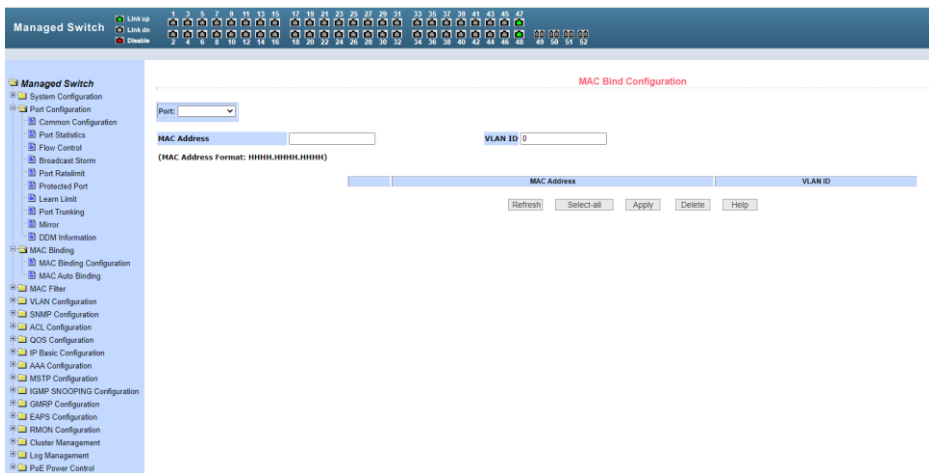 Managed Switch
Link up
Link dn
Disable
1 3 5 7 9 11 13 15 17 19 21 23 25 27 29 31 33 35 37 39 41 43 45 47
2 4 6 8 10 12 14 16 18 20 22 24 26 28 30 32 34 36 38 40 42 44 46 48 49 50 51 52
Managed Switch
System Configuration
Port Configuration
Common Configuration
Port Statistics
Flow Control
Broadcast Storm
Port Ratelimit
Protected Port
Learn Limit
Port Trunking
Mirror
DDM Information
MAC Binding
MAC Binding Configuration
MAC Auto Binding
MAC Filter
VLAN Configuration
SNMP Configuration
ACL Configuration
QOS Configuration
IP Basic Configuration
AAA Configuration
MSTP Configuration
IGMP SNOOPING Configuration
GMRP Configuration
EAPS Configuration
RMON Configuration
Cluster Management
Log Management
PoE Power Control
MAC Bind Configuration
Port:
MAC Address VLAN ID 0
(MAC Address Format: HHHH.HHHH.HHHH)
MAC Address VLAN ID
Refresh Select-all Apply Delete Help